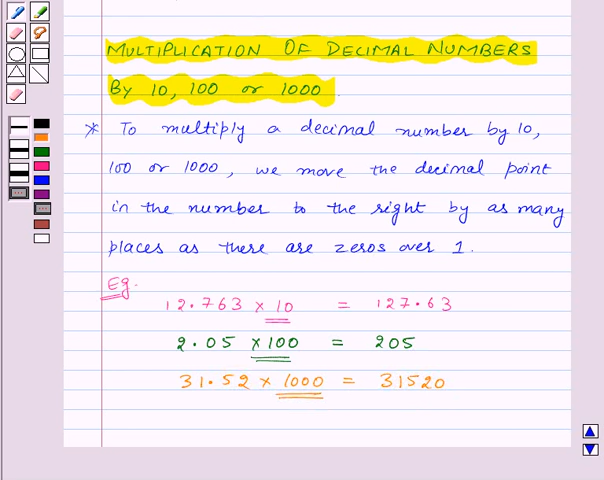 MULTIPLICATION OF DECIMAL NUMBERS
By 10, 100 or 1000
* To multiply a decimal number by 10,
100 or 1000, we move the decimal point
in the number to the right by as many
places as there are zeros over 1.
Eg.
12.763 × 10 = 127.63
2.05 × 100 = 205
31.52 × 1000 = 31520